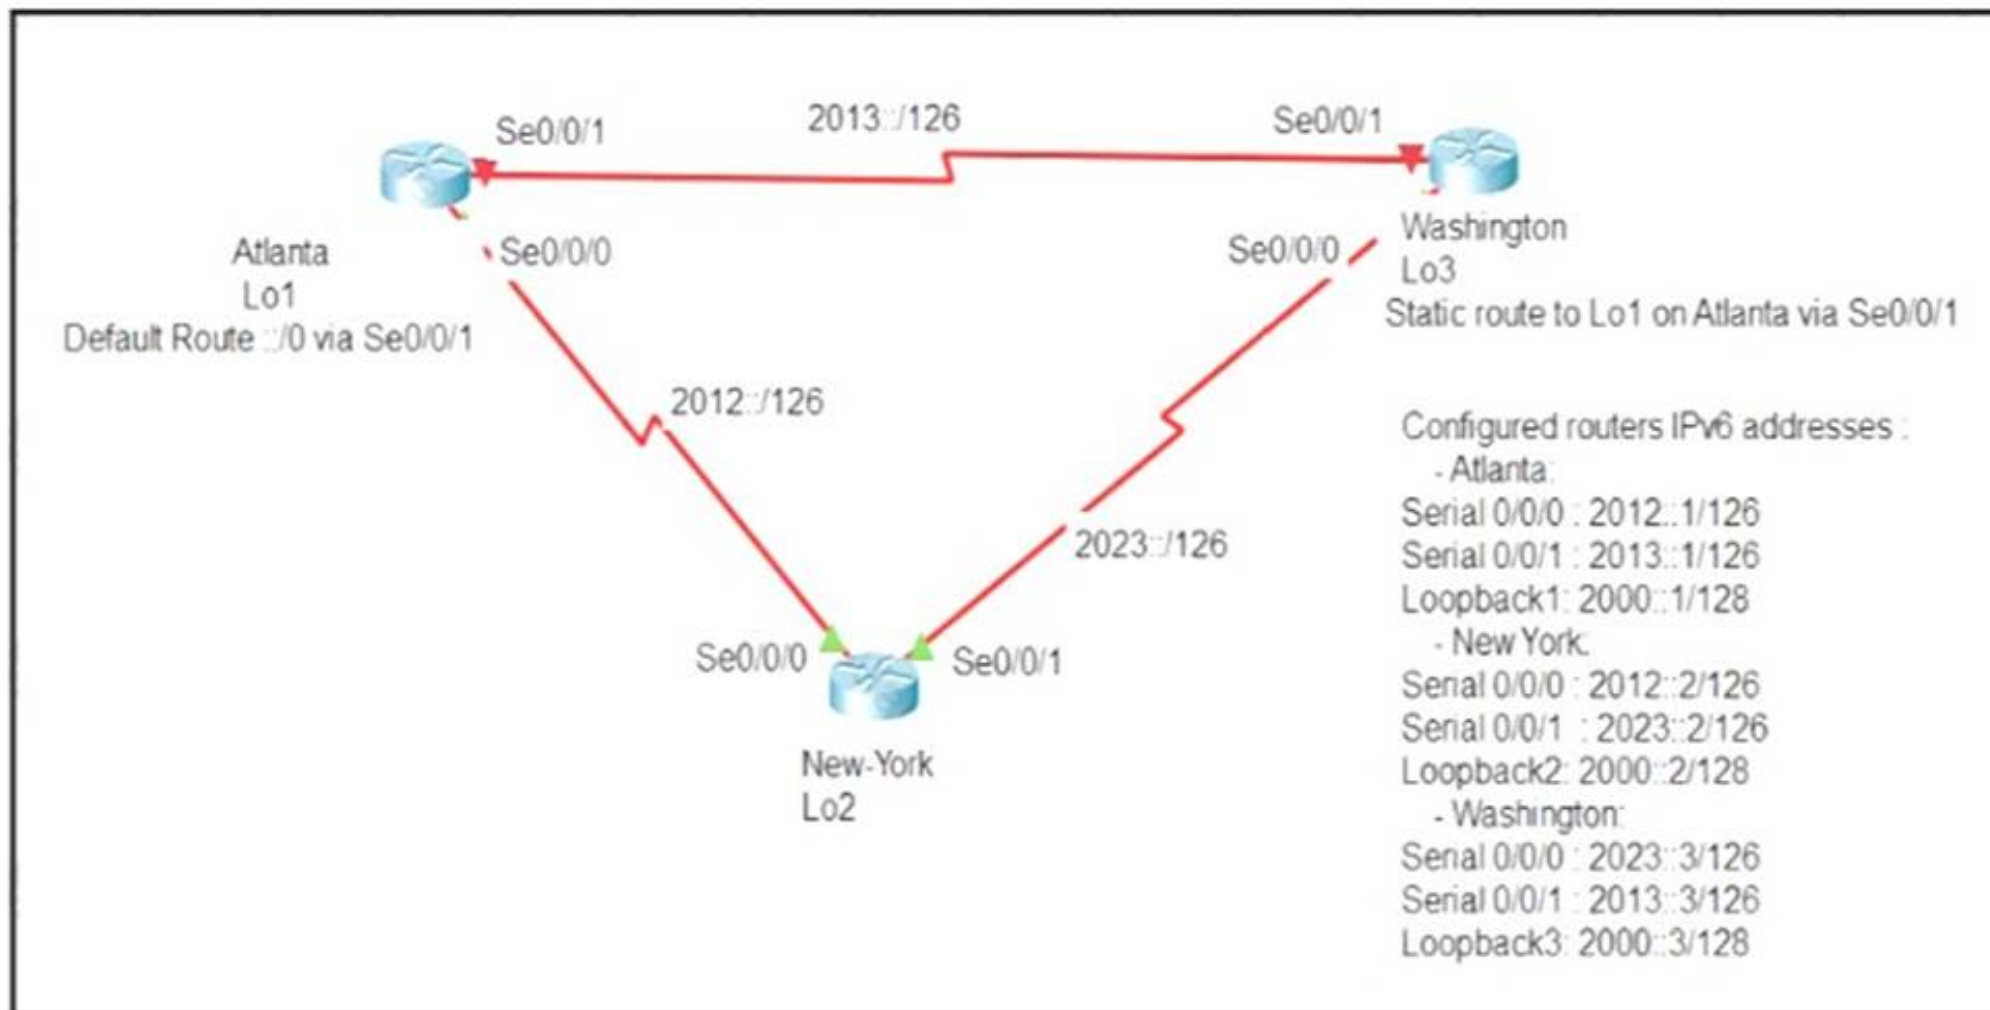 Se0/0/1
2013::/126
Se0/0/1
Atlanta
Lo1
Default Route ::/0 via Se0/0/1
Se0/0/0
Se0/0/0
Washington
Lo3
Static route to Lo1 on Atlanta via Se0/0/1
2012::/126
2023::/126
Se0/0/0
Se0/0/1
New-York
Lo2
Configured routers IPv6 addresses :
- Atlanta:
Serial 0/0/0 : 2012::1/126
Serial 0/0/1 : 2013::1/126
Loopback1: 2000::1/128
- New York:
Serial 0/0/0 : 2012::2/126
Serial 0/0/1 : 2023::2/126
Loopback2: 2000::2/128
- Washington:
Serial 0/0/0 : 2023::3/126
Serial 0/0/1 : 2013::3/126
Loopback3: 2000::3/128